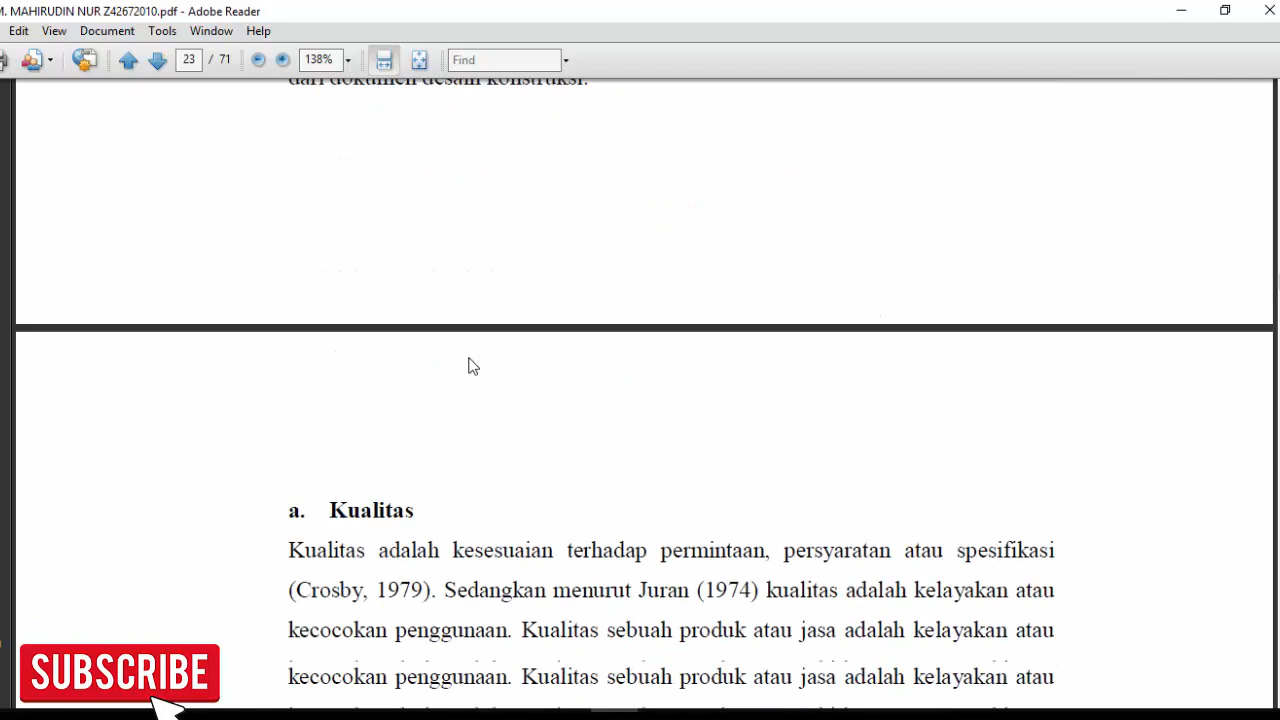 M. MAHIRUDIN NUR Z42672010.pdf - Adobe Reader
Edit View Document Tools Window Help
23 / 71 138% Find
dari dokumen desain konstruksi.
a. Kualitas
Kualitas adalah kesesuaian terhadap permintaan, persyaratan atau spesifikasi
(Crosby, 1979). Sedangkan menurut Juran (1974) kualitas adalah kelayakan atau
kecocokan penggunaan. Kualitas sebuah produk atau jasa adalah kelayakan atau
kecocokan penggunaan. Kualitas sebuah produk atau jasa adalah kelayakan atau
SUBSCRIBE